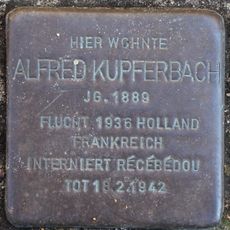 HIER WOHNTE
ALFRED KUPFERBACH
JG. 1889
FLUCHT 1936 HOLLAND
FRANKREICH
INTERNIERT RÉCÉBÉDOU
TOT 18.2.1942